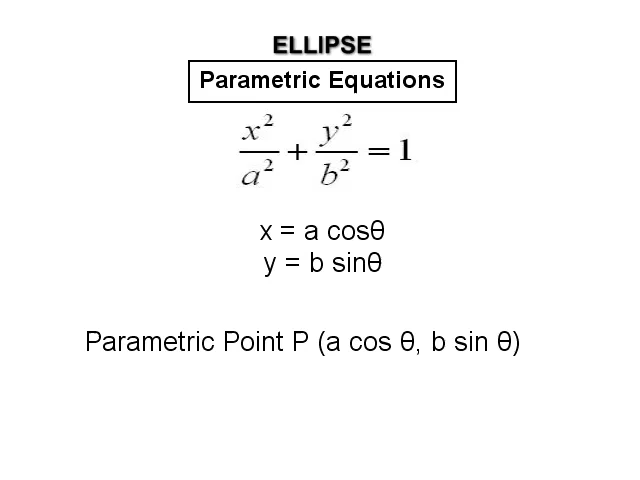 ELLIPSE
Parametric Equations
x²/a² + y²/b² = 1
x = a cosθ
y = b sinθ
Parametric Point P (a cos θ, b sin θ)